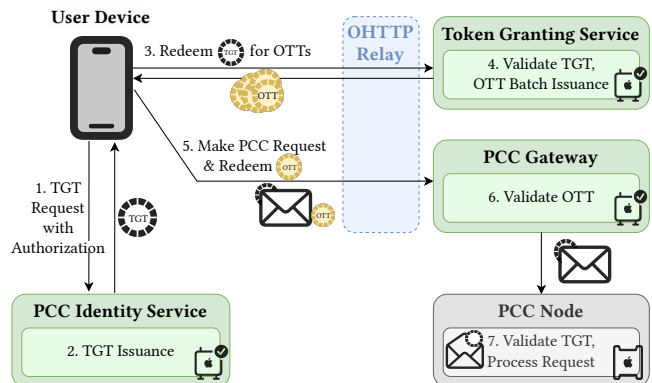 User Device
3. Redeem TGT for OTTs
OTT
OHTTP
Relay
Token Granting Service
4. Validate TGT,
OTT Batch Issuance
5. Make PCC Request
& Redeem OTT
OTT
PCC Gateway
6. Validate OTT
1. TGT
Request
with
Authorization
TGT
PCC Identity Service
2. TGT Issuance
PCC Node
7. Validate TGT,
Process Request